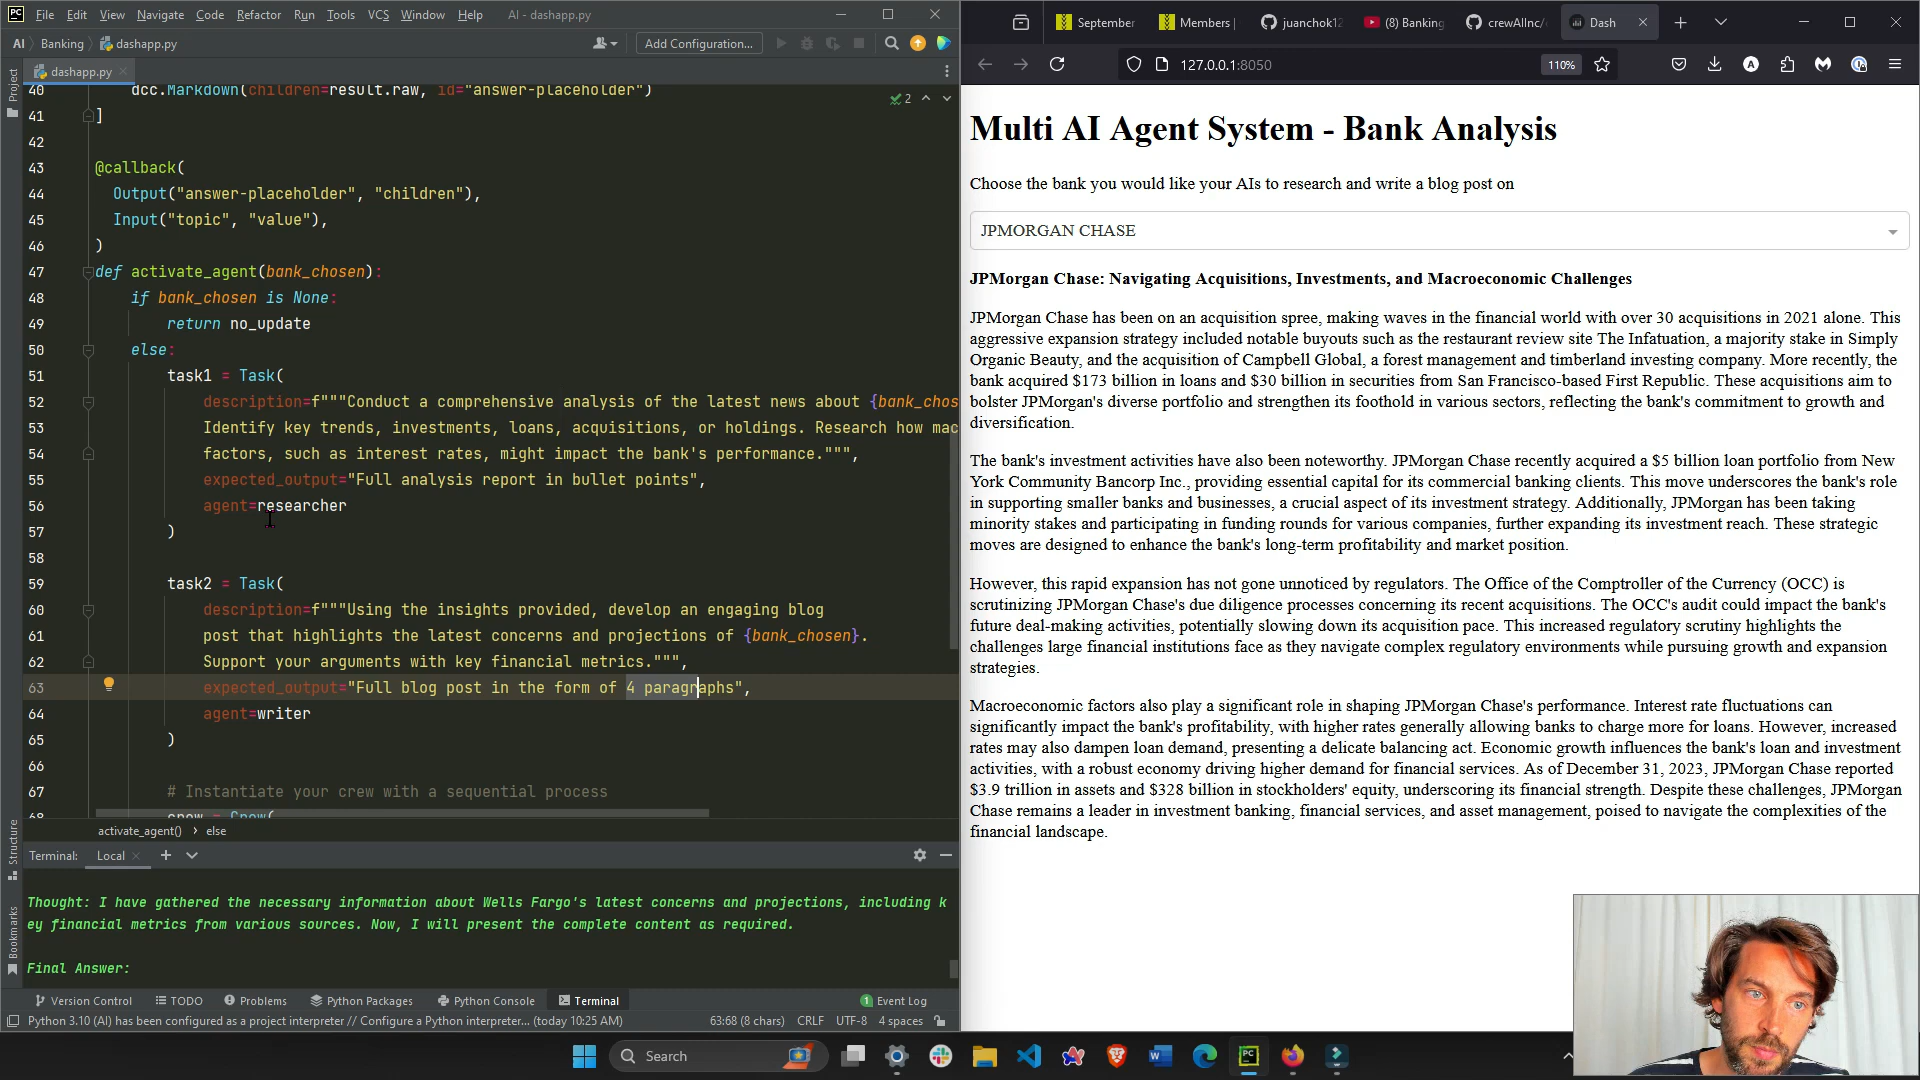 File Edit View Navigate Code Refactor Run Tools VCS Window Help AI - dashapp.py
AI Banking dashapp.py Add Configuration...
Project
dashapp.py
2
40 dcc.Markdown(children=result.raw, id="answer-placeholder")
41 ]
42
43 @callback(
44 Output("answer-placeholder", "children"),
45 Input("topic", "value"),
46 )
47 def activate_agent(bank_chosen):
48 if bank_chosen is None:
49 return no_update
50 else:
51 task1 = Task(
52 description=f"""Conduct a comprehensive analysis of the latest news about {bank_chos
53 Identify key trends, investments, loans, acquisitions, or holdings. Research how mac
54 factors, such as interest rates, might impact the bank's performance.""",
55 expected_output="Full analysis report in bullet points",
56 agent=researcher
57 )
58
59 task2 = Task(
60 description=f"""Using the insights provided, develop an engaging blog
61 post that highlights the latest concerns and projections of {bank_chosen}.
62 Support your arguments with key financial metrics.""",
63 expected_output="Full blog post in the form of 4 paragraphs",
64 agent=writer
65 )
66
67 # Instantiate your crew with a sequential process
68 crew = Crew(
activate_agent() › else
Structure
Bookmarks
Terminal: Local
Thought: I have gathered the necessary information about Wells Fargo's latest concerns and projections, including k
ey financial metrics from various sources. Now, I will present the complete content as required.
Final Answer:
Version Control TODO Problems Python Packages Python Console Terminal 1 Event Log
Python 3.10 (AI) has been configured as a project interpreter // Configure a Python interpreter... (today 10:25 AM) 63:68 (8 chars) CRLF UTF-8 4 spaces
September Members | juanchok12 (8) Banking crewAIInc/ Dash
127.0.0.1:8050 110%
Multi AI Agent System - Bank Analysis
Choose the bank you would like your AIs to research and write a blog post on
JPMORGAN CHASE
JPMorgan Chase: Navigating Acquisitions, Investments, and Macroeconomic Challenges
JPMorgan Chase has been on an acquisition spree, making waves in the financial world with over 30 acquisitions in 2021 alone. This
aggressive expansion strategy included notable buyouts such as the restaurant review site The Infatuation, a majority stake in Simply
Organic Beauty, and the acquisition of Campbell Global, a forest management and timberland investing company. More recently, the
bank acquired $173 billion in loans and $30 billion in securities from San Francisco-based First Republic. These acquisitions aim to
bolster JPMorgan's diverse portfolio and strengthen its foothold in various sectors, reflecting the bank's commitment to growth and
diversification.
The bank's investment activities have also been noteworthy. JPMorgan Chase recently acquired a $5 billion loan portfolio from New
York Community Bancorp Inc., providing essential capital for its commercial banking clients. This move underscores the bank's role
in supporting smaller banks and businesses, a crucial aspect of its investment strategy. Additionally, JPMorgan has been taking
minority stakes and participating in funding rounds for various companies, further expanding its investment reach. These strategic
moves are designed to enhance the bank's long-term profitability and market position.
However, this rapid expansion has not gone unnoticed by regulators. The Office of the Comptroller of the Currency (OCC) is
scrutinizing JPMorgan Chase's due diligence processes concerning its recent acquisitions. The OCC's audit could impact the bank's
future deal-making activities, potentially slowing down its acquisition pace. This increased regulatory scrutiny highlights the
challenges large financial institutions face as they navigate complex regulatory environments while pursuing growth and expansion
strategies.
Macroeconomic factors also play a significant role in shaping JPMorgan Chase's performance. Interest rate fluctuations can
significantly impact the bank's profitability, with higher rates generally allowing banks to charge more for loans. However, increased
rates may also dampen loan demand, presenting a delicate balancing act. Economic growth influences the bank's loan and investment
activities, with a robust economy driving higher demand for financial services. As of December 31, 2023, JPMorgan Chase reported
$3.9 trillion in assets and $328 billion in stockholders' equity, underscoring its financial strength. Despite these challenges, JPMorgan
Chase remains a leader in investment banking, financial services, and asset management, poised to navigate the complexities of the
financial landscape.
Search